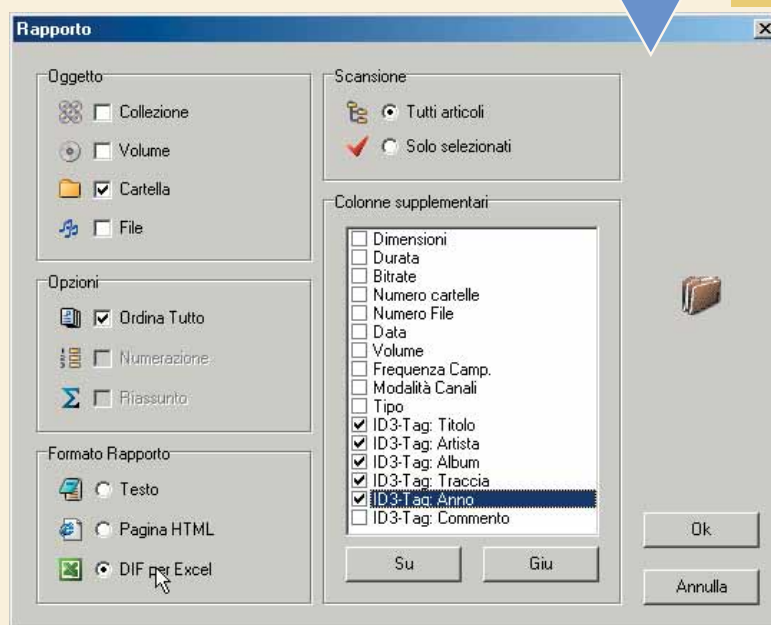 Rapporto
Oggetto
Collezione
Volume
Cartella
File
Opzioni
Ordina Tutto
Numerazione
Riassunto
Formato Rapporto
Testo
Pagina HTML
DIF per Excel
Scansione
Tutti articoli
Solo selezionati
Colonne supplementari
Dimensioni
Durata
Bitrate
Numero cartelle
Numero File
Data
Volume
Frequenza Camp.
Modalità Canali
Tipo
ID3-Tag: Titolo
ID3-Tag: Artista
ID3-Tag: Album
ID3-Tag: Traccia
ID3-Tag: Anno
ID3-Tag: Commento
Su
Giu
Ok
Annulla